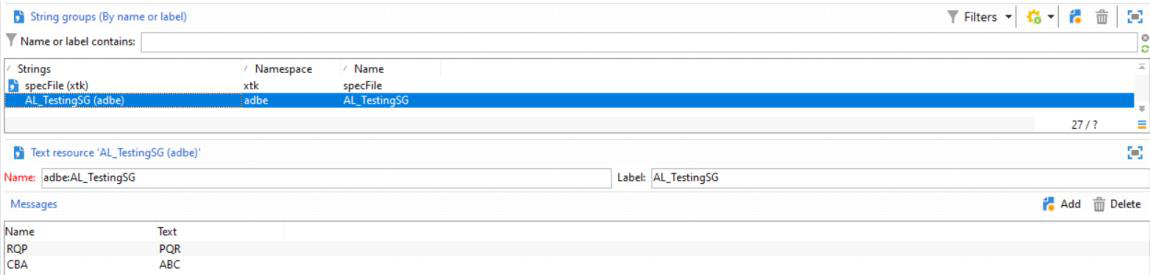 String groups (By name or label) Filters
Name or label contains:
Strings Namespace Name
specFile (xtk) xtk specFile
AL_TestingSG (adbe) adbe AL_TestingSG
27 / ?
Text resource 'AL_TestingSG (adbe)'
Name: adbe:AL_TestingSG Label: AL_TestingSG
Messages Add Delete
Name Text
RQP PQR
CBA ABC